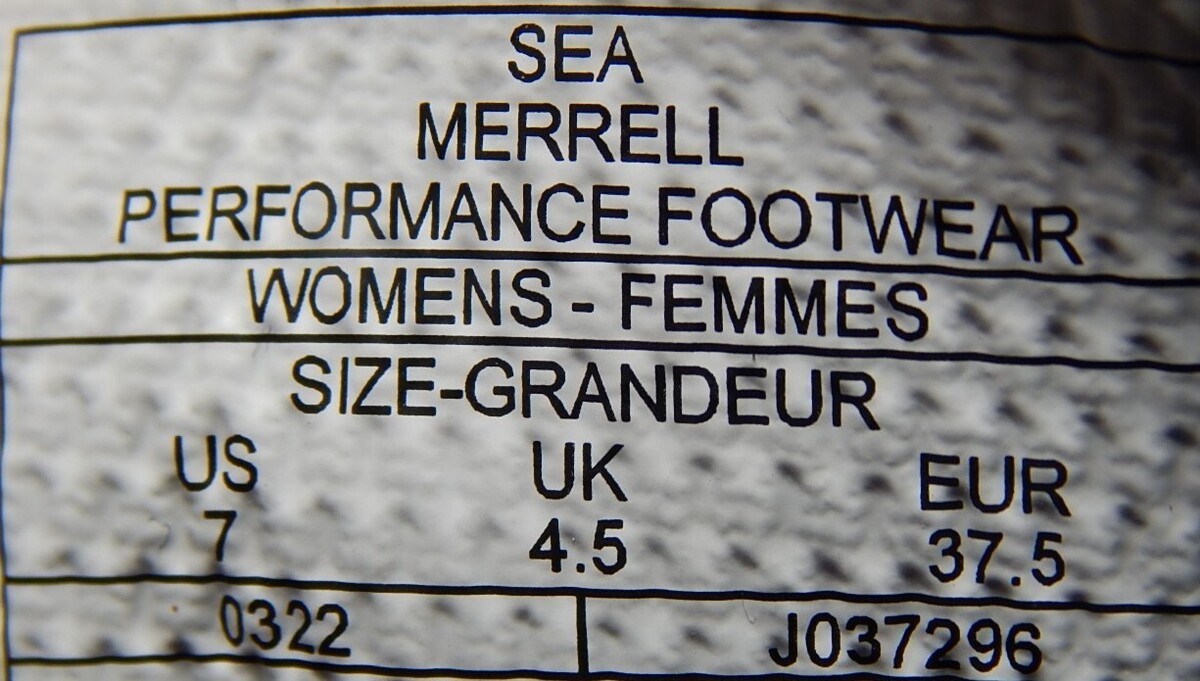 SEA
MERRELL
PERFORMANCE FOOTWEAR
WOMENS - FEMMES
SIZE-GRANDEUR
US UK EUR
7 4.5 37.5
0322 J037296